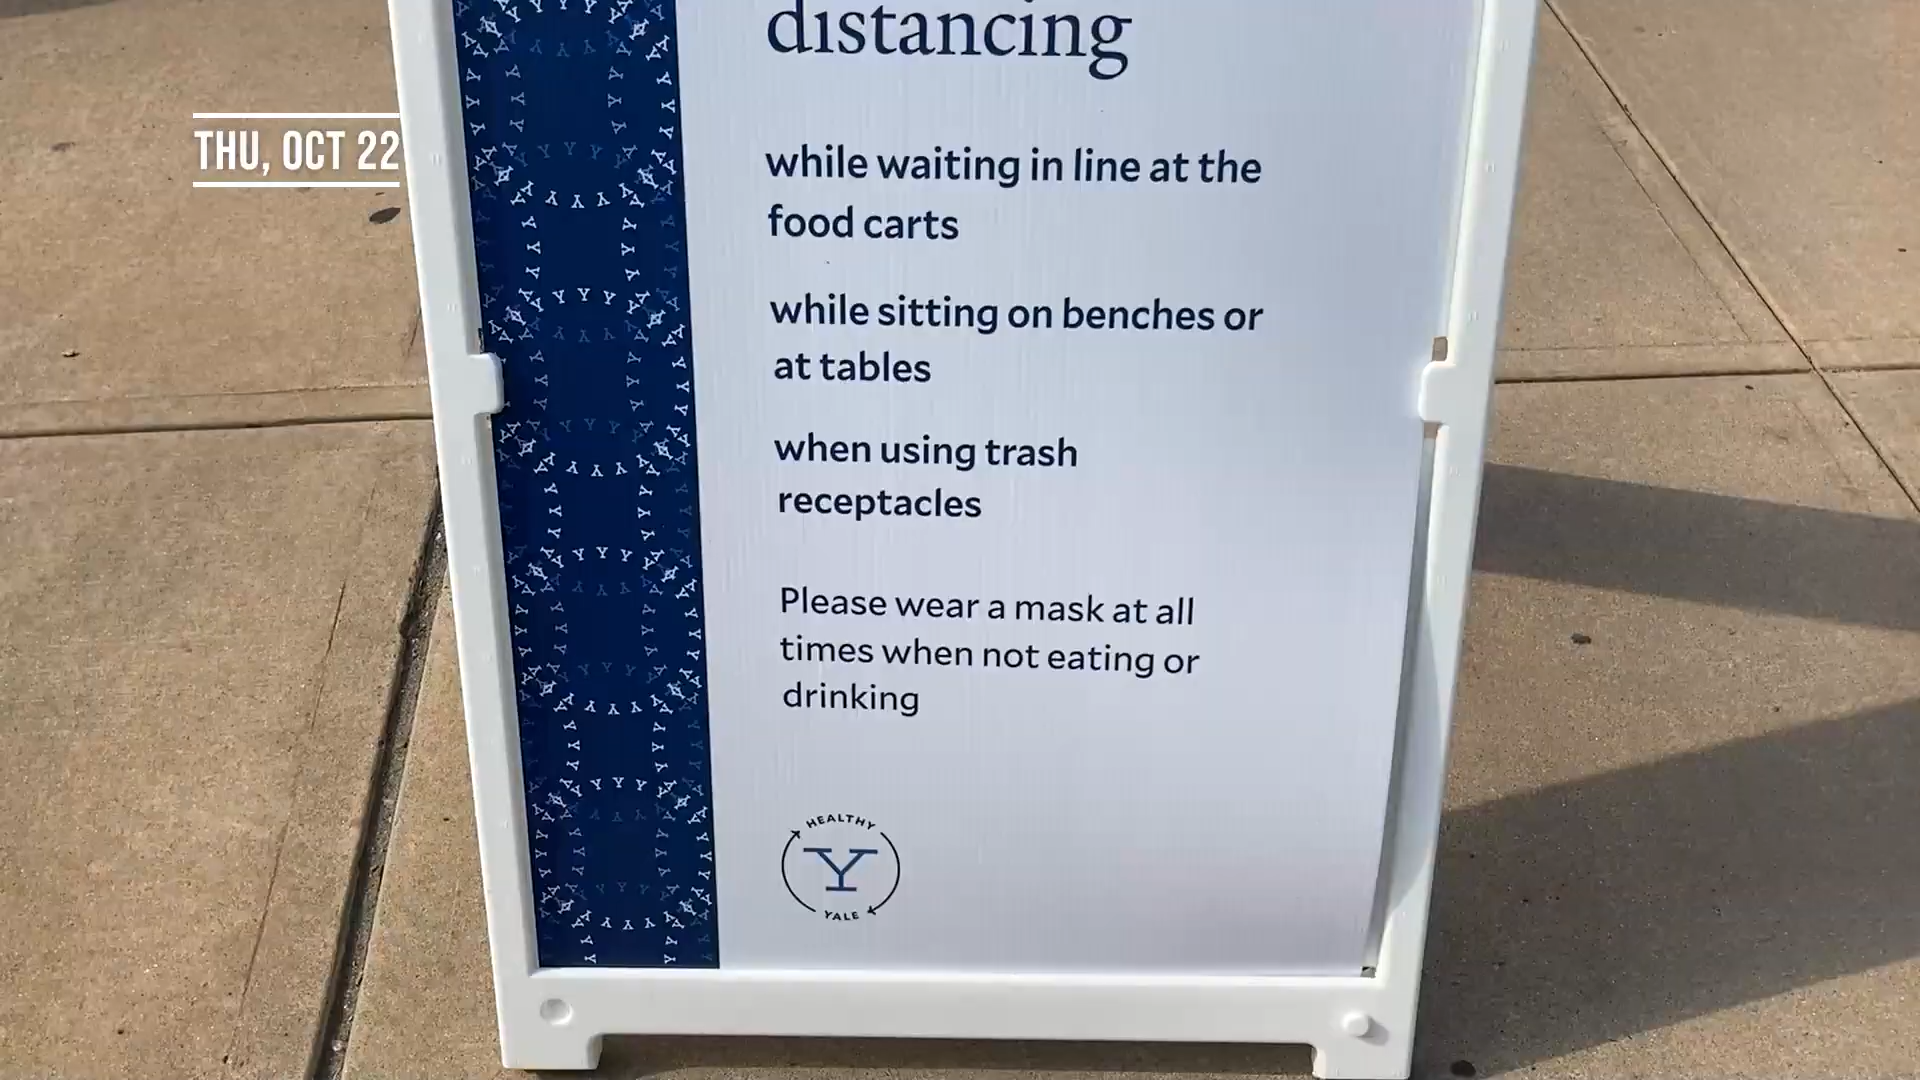 THU, OCT 22
distancing
while waiting in line at the
food carts
while sitting on benches or
at tables
when using trash
receptacles
Please wear a mask at all
times when not eating or
drinking
HEALTHY
Y
YALE